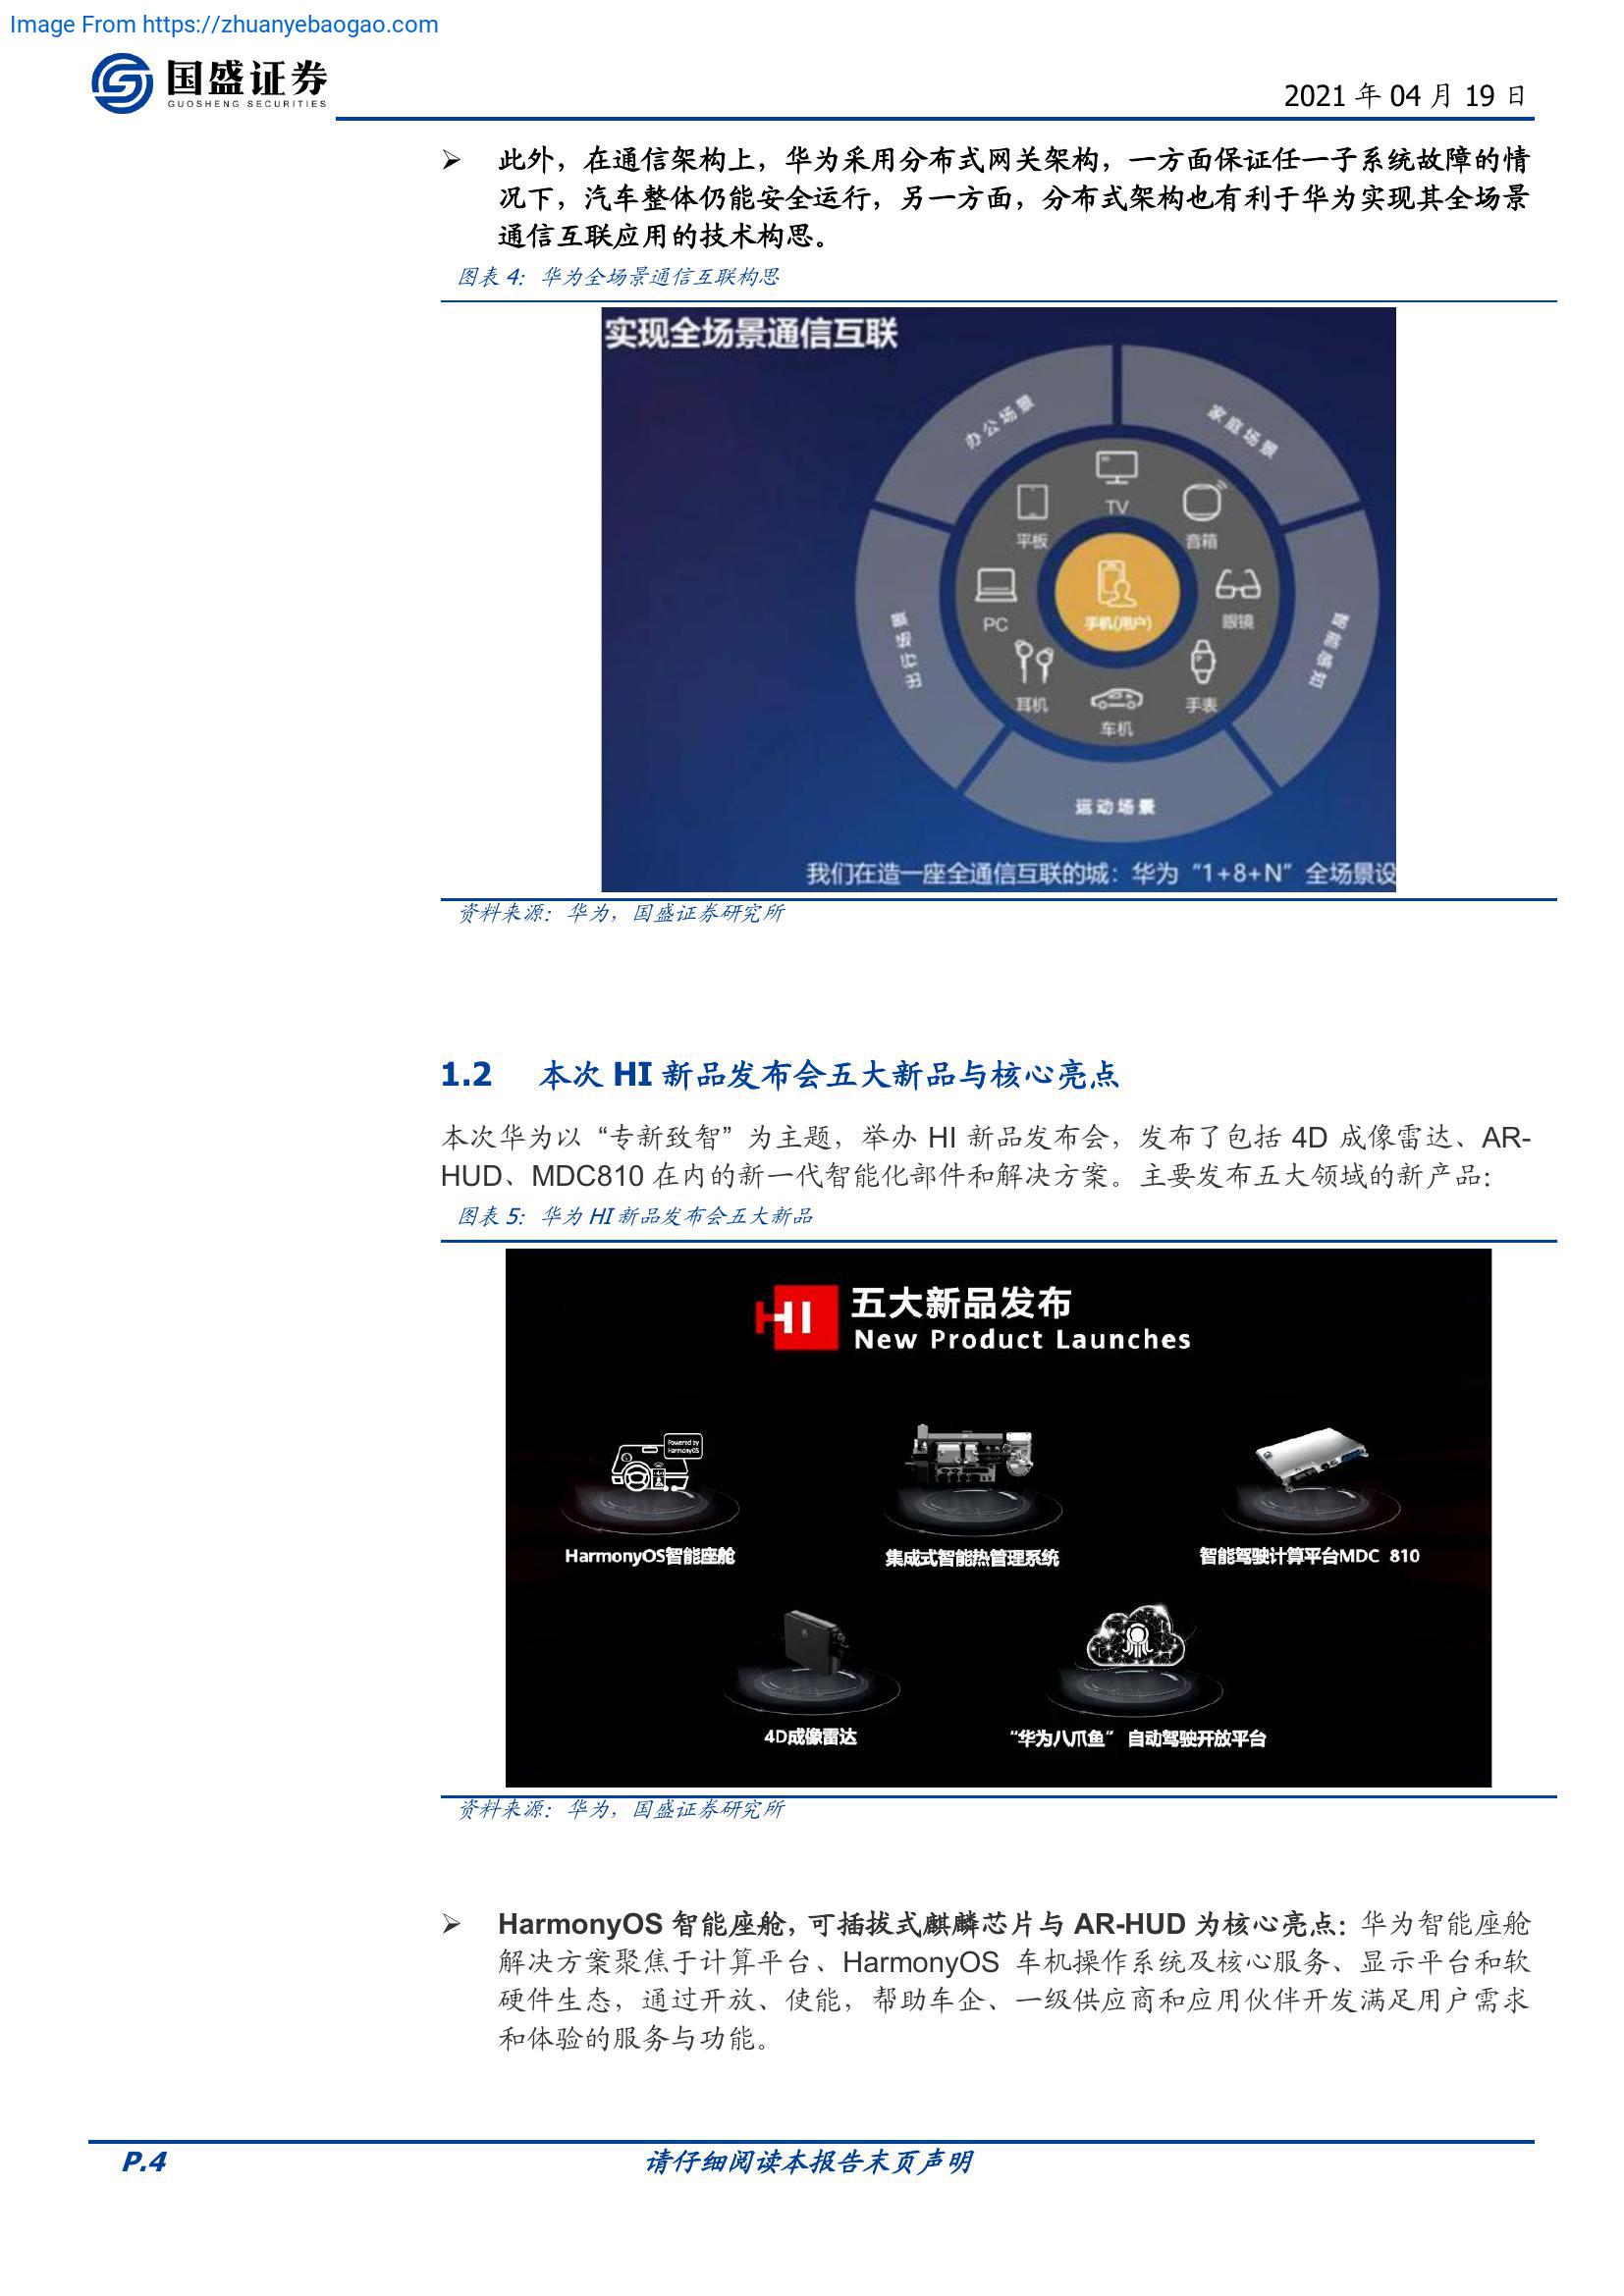 Image From https://zhuanyebaogao.com
国盛证券
GUOSHENG SECURITIES
2021 年 04 月 19 日
➢ 此外，在通信架构上，华为采用分布式网关架构，一方面保证任一子系统故障的情
况下，汽车整体仍能安全运行，另一方面，分布式架构也有利于华为实现其全场景
通信互联应用的技术构思。
图表 4：华为全场景通信互联构思
实现全场景通信互联
办公场景
家庭场景
TV
平板
音箱
PC
手机(用户)
眼镜
出行场景
智能感知
耳机
手表
车机
运动场景
我们在造一座全通信互联的城：华为“1+8+N”全场景设
资料来源：华为，国盛证券研究所
1.2 本次 HI 新品发布会五大新品与核心亮点
本次华为以“专新致智”为主题，举办 HI 新品发布会，发布了包括 4D 成像雷达、AR-
HUD、MDC810 在内的新一代智能化部件和解决方案。主要发布五大领域的新产品：
图表 5：华为 HI 新品发布会五大新品
HI 五大新品发布
New Product Launches
Powered by
HarmonyOS
HarmonyOS智能座舱
集成式智能热管理系统
智能驾驶计算平台MDC 810
4D成像雷达
“华为八爪鱼” 自动驾驶开放平台
资料来源：华为，国盛证券研究所
➢ HarmonyOS 智能座舱，可插拔式麒麟芯片与 AR-HUD 为核心亮点：华为智能座舱
解决方案聚焦于计算平台、HarmonyOS 车机操作系统及核心服务、显示平台和软
硬件生态，通过开放、使能，帮助车企、一级供应商和应用伙伴开发满足用户需求
和体验的服务与功能。
P.4
请仔细阅读本报告末页声明